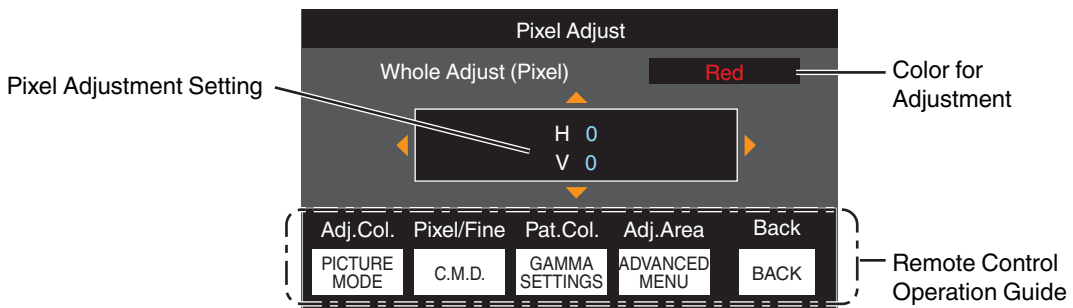 Pixel Adjust
Whole Adjust (Pixel) Red
Pixel Adjustment Setting
Color for
Adjustment
H 0
V 0
Adj.Col. Pixel/Fine Pat.Col. Adj.Area Back
PICTURE
MODE
C.M.D.
GAMMA
SETTINGS
ADVANCED
MENU
BACK
Remote Control
Operation Guide